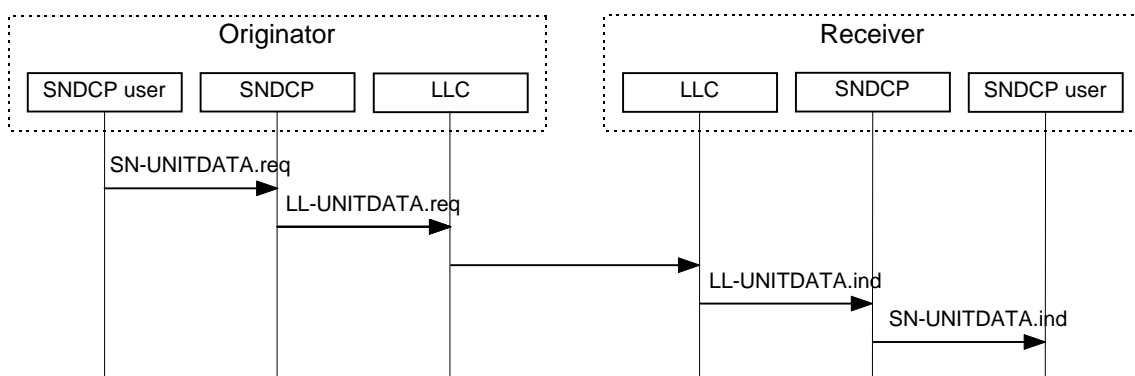 Originator
Receiver
SNDCP user
SNDCP
LLC
LLC
SNDCP
SNDCP user
SN-UNITDATA.req
LL-UNITDATA.req
LL-UNITDATA.ind
SN-UNITDATA.ind